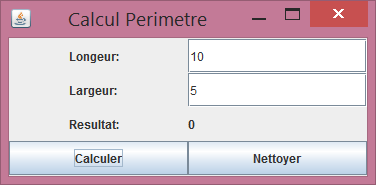 Calcul Perimetre
Longeur: 10
Largeur: 5
Resultat: 0
Calculer Nettoyer